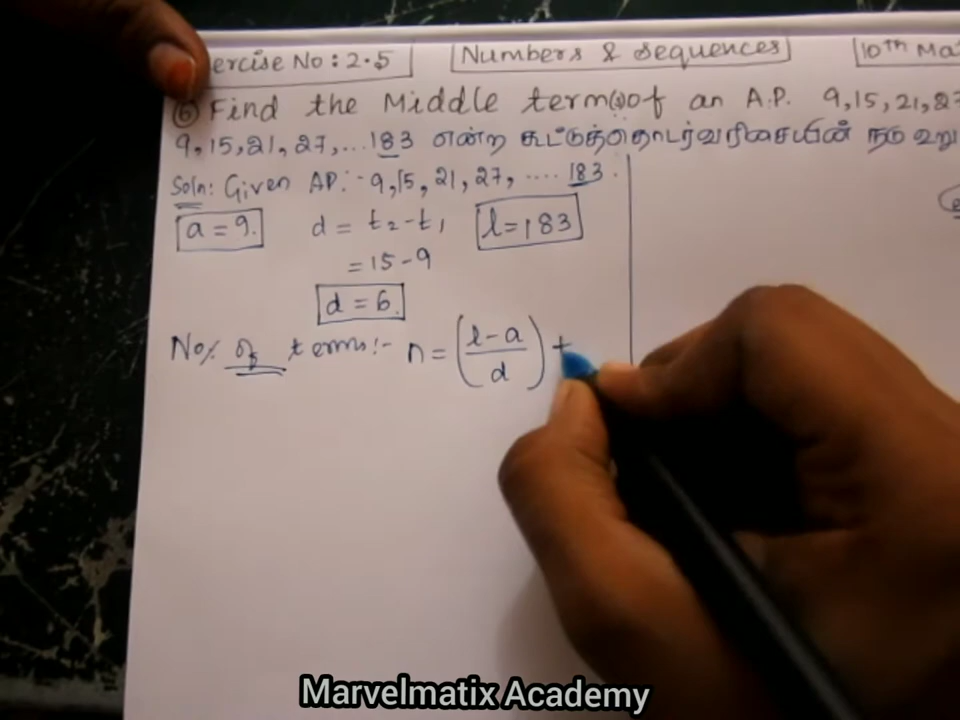 ercise No : 2.5 Numbers & Sequences 10th Ma
⑥ Find the Middle term(s) of an A.P. 9, 15, 21, 27
9, 15, 21, 27, ... 183 என்ற கூட்டுத்தொடர்வரிசையின் நடு உறு
Soln: Given AP:- 9, 15, 21, 27, .... 183.
a = 9. d = t₂ - t₁ l = 183
= 15 - 9
d = 6.
No/. of terms:- n = (l - a / d) +
Marvelmatix Academy